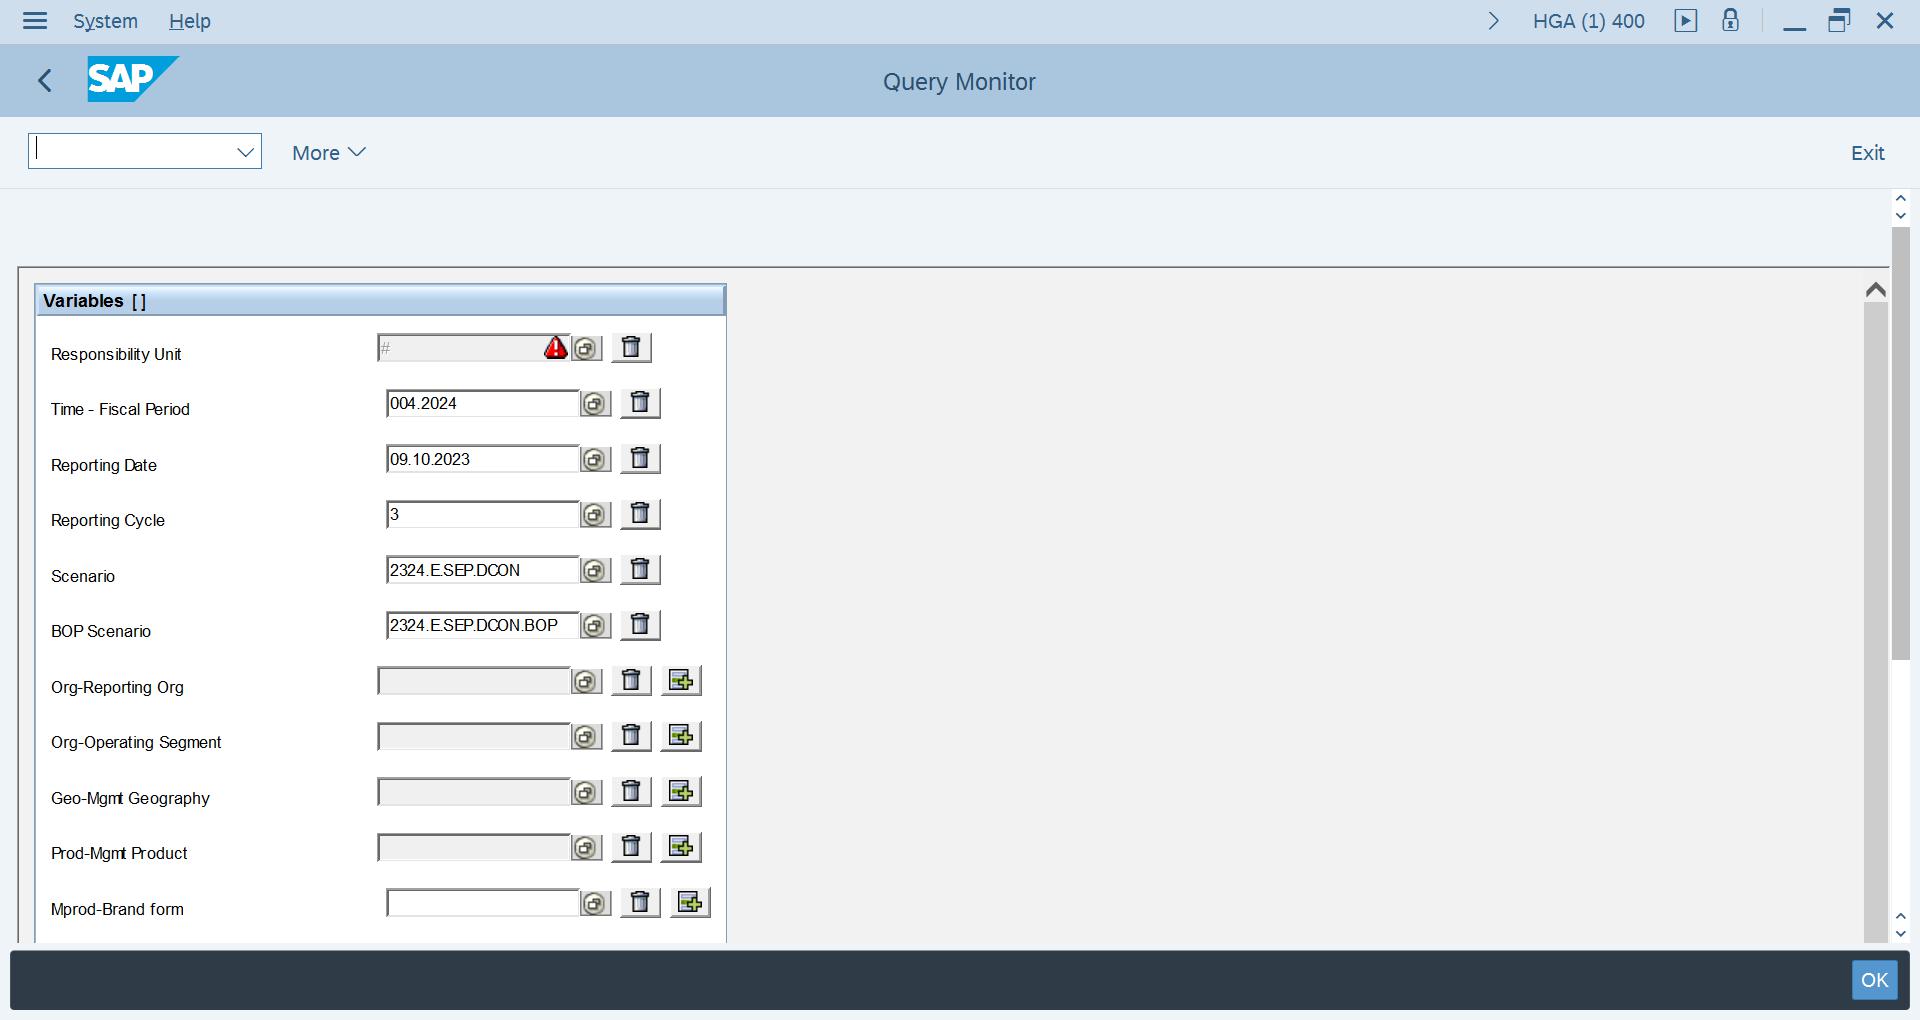 System Help HGA (1) 400
SAP Query Monitor
More Exit
Variables [ ]
Responsibility Unit #
Time - Fiscal Period 004.2024
Reporting Date 09.10.2023
Reporting Cycle 3
Scenario 2324.E.SEP.DCON
BOP Scenario 2324.E.SEP.DCON.BOP
Org-Reporting Org
Org-Operating Segment
Geo-Mgmt Geography
Prod-Mgmt Product
Mprod-Brand form
OK